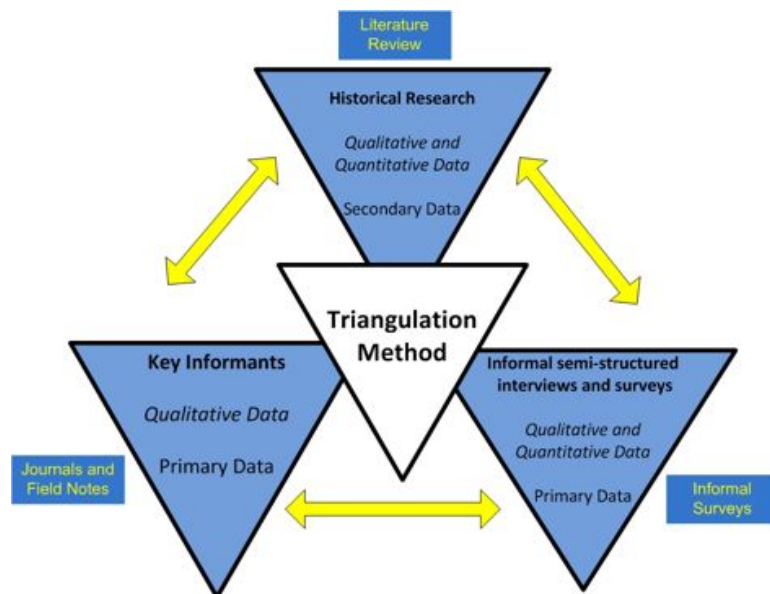 Literature
Review
Historical Research
Qualitative and
Quantitative Data
Secondary Data
Triangulation
Method
Key Informants
Qualitative Data
Primary Data
Journals and
Field Notes
Informal semi-structured
interviews and surveys
Qualitative and
Quantitative Data
Primary Data
Informal
Surveys